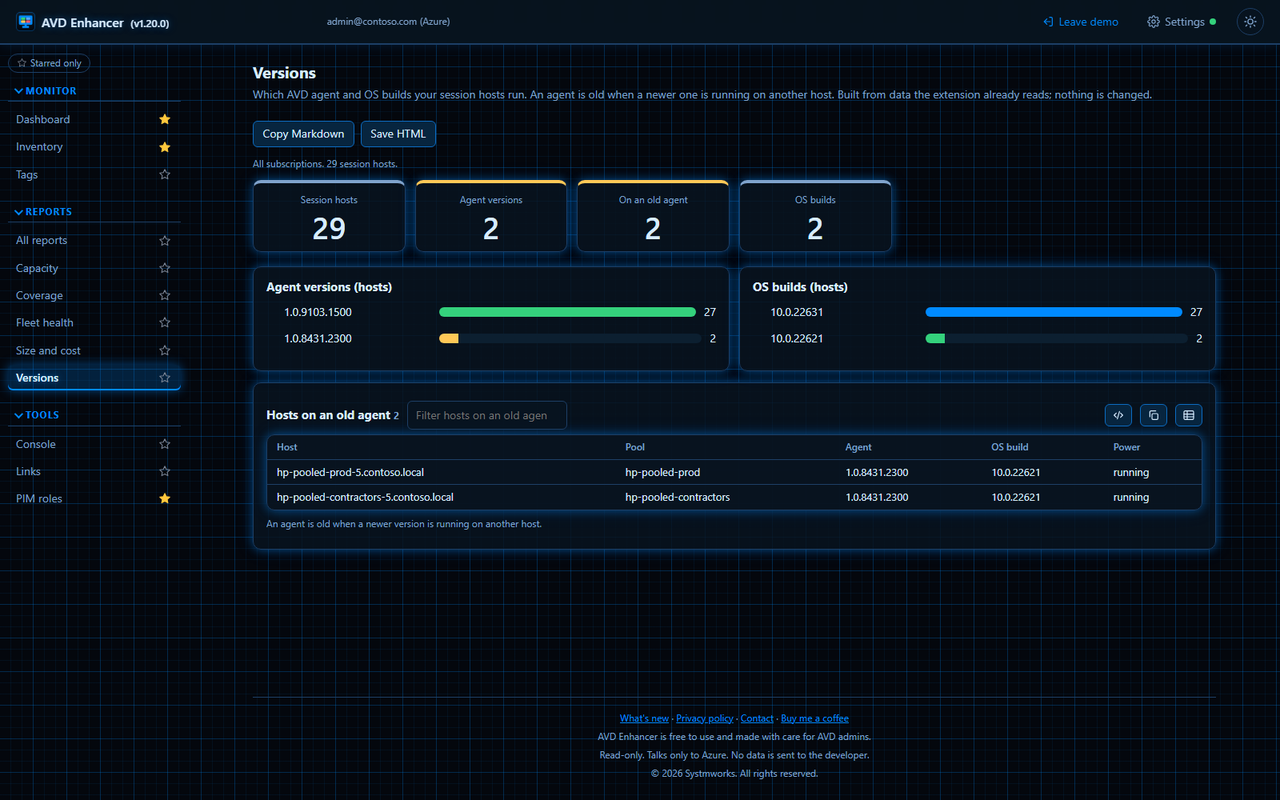 AVD Enhancer (v1.20.0)
admin@contoso.com (Azure)
Leave demo
Settings
Starred only
MONITOR
Dashboard
Inventory
Tags
REPORTS
All reports
Capacity
Coverage
Fleet health
Size and cost
Versions
TOOLS
Console
Links
PIM roles
Versions
Which AVD agent and OS builds your session hosts run. An agent is old when a newer one is running on another host. Built from data the extension already reads; nothing is changed.
Copy Markdown
Save HTML
All subscriptions. 29 session hosts.
Session hosts
29
Agent versions
2
On an old agent
2
OS builds
2
Agent versions (hosts)
1.0.9103.1500 27
1.0.8431.2300 2
OS builds (hosts)
10.0.22631 27
10.0.22621 2
Hosts on an old agent 2
Filter hosts on an old agen
Host Pool Agent OS build Power
hp-pooled-prod-5.contoso.local hp-pooled-prod 1.0.8431.2300 10.0.22621 running
hp-pooled-contractors-5.contoso.local hp-pooled-contractors 1.0.8431.2300 10.0.22621 running
An agent is old when a newer version is running on another host.
What's new · Privacy policy · Contact · Buy me a coffee
AVD Enhancer is free to use and made with care for AVD admins.
Read-only. Talks only to Azure. No data is sent to the developer.
© 2026 Systmworks. All rights reserved.